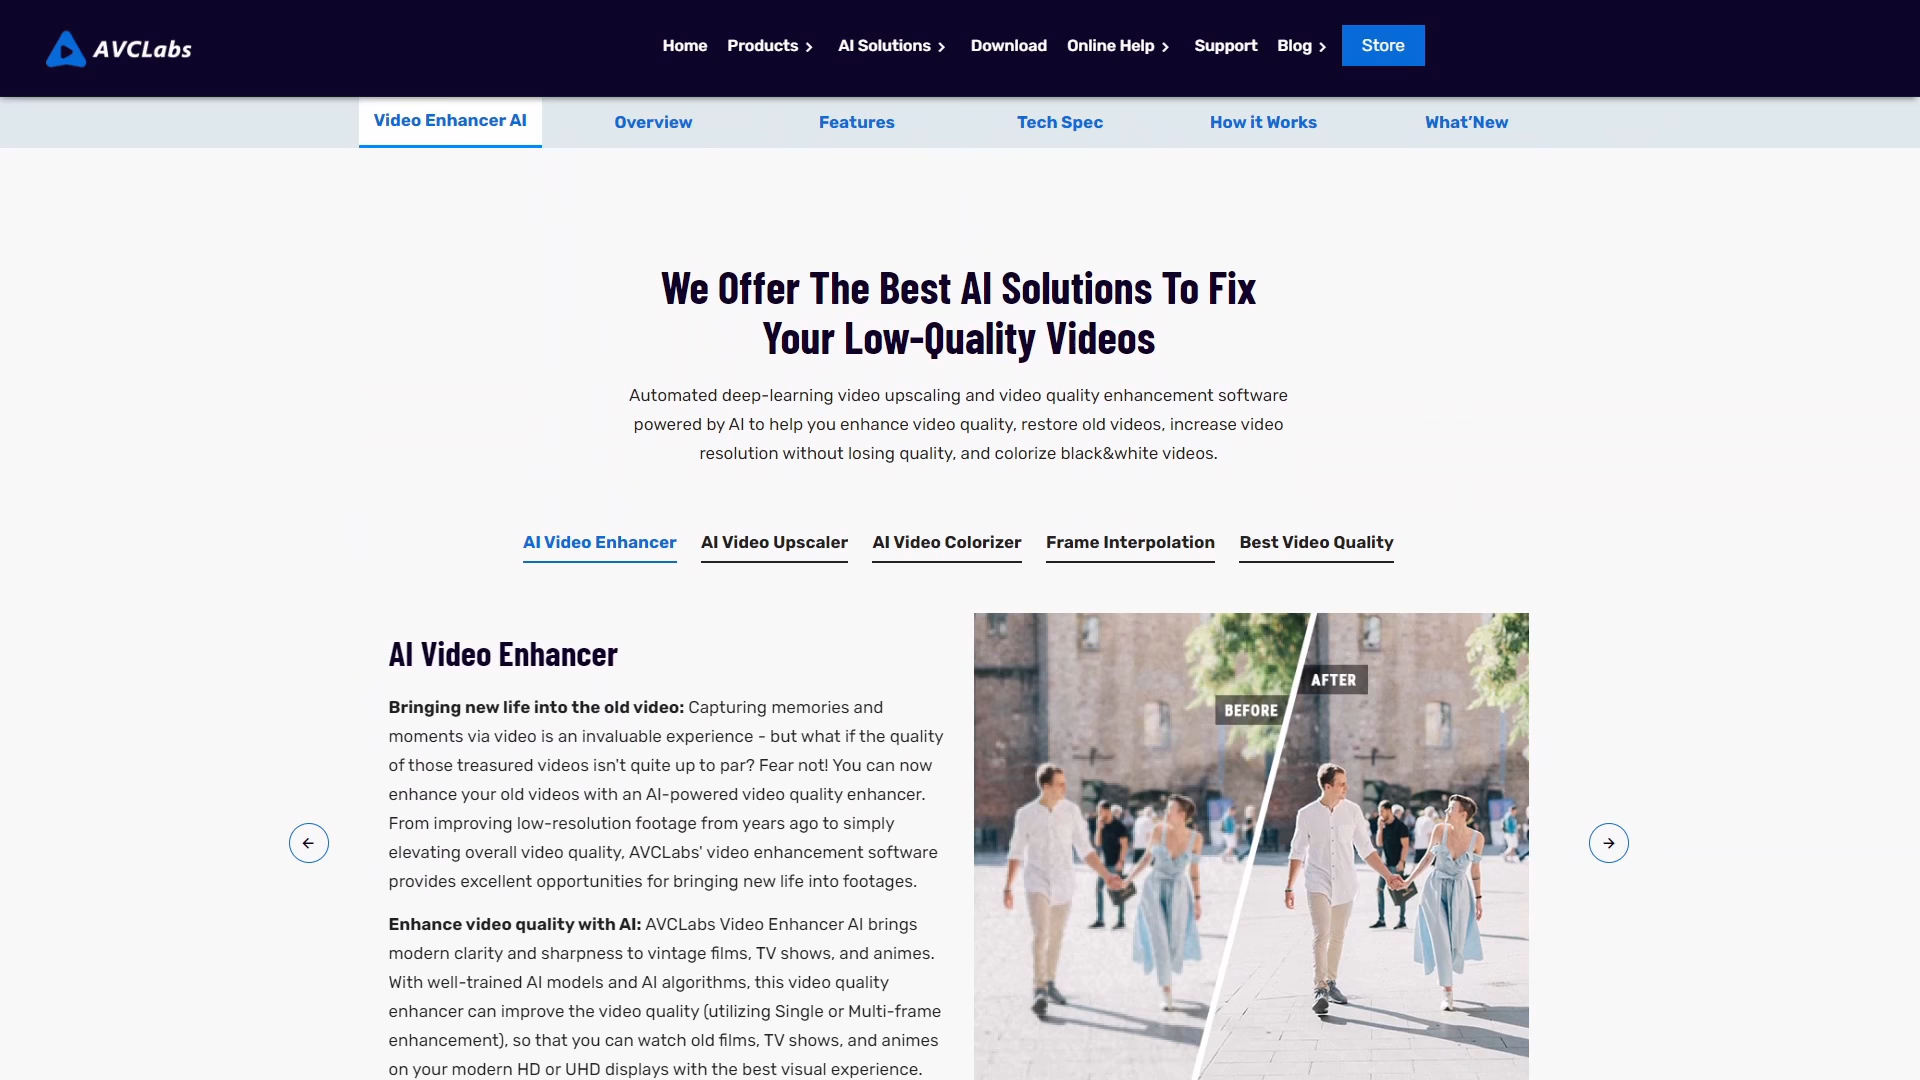 AVCLabs
Home Products AI Solutions Download Online Help Support Blog Store
Video Enhancer AI Overview Features Tech Spec How it Works What'New
We Offer The Best AI Solutions To Fix
Your Low-Quality Videos
Automated deep-learning video upscaling and video quality enhancement software
powered by AI to help you enhance video quality, restore old videos, increase video
resolution without losing quality, and colorize black&white videos.
AI Video Enhancer AI Video Upscaler AI Video Colorizer Frame Interpolation Best Video Quality
AI Video Enhancer
Bringing new life into the old video: Capturing memories and
moments via video is an invaluable experience - but what if the quality
of those treasured videos isn't quite up to par? Fear not! You can now
enhance your old videos with an AI-powered video quality enhancer.
From improving low-resolution footage from years ago to simply
elevating overall video quality, AVCLabs' video enhancement software
provides excellent opportunities for bringing new life into footages.
Enhance video quality with AI: AVCLabs Video Enhancer AI brings
modern clarity and sharpness to vintage films, TV shows, and animes.
With well-trained AI models and AI algorithms, this video quality
enhancer can improve the video quality (utilizing Single or Multi-frame
enhancement), so that you can watch old films, TV shows, and animes
on your modern HD or UHD displays with the best visual experience.
AFTER
BEFORE